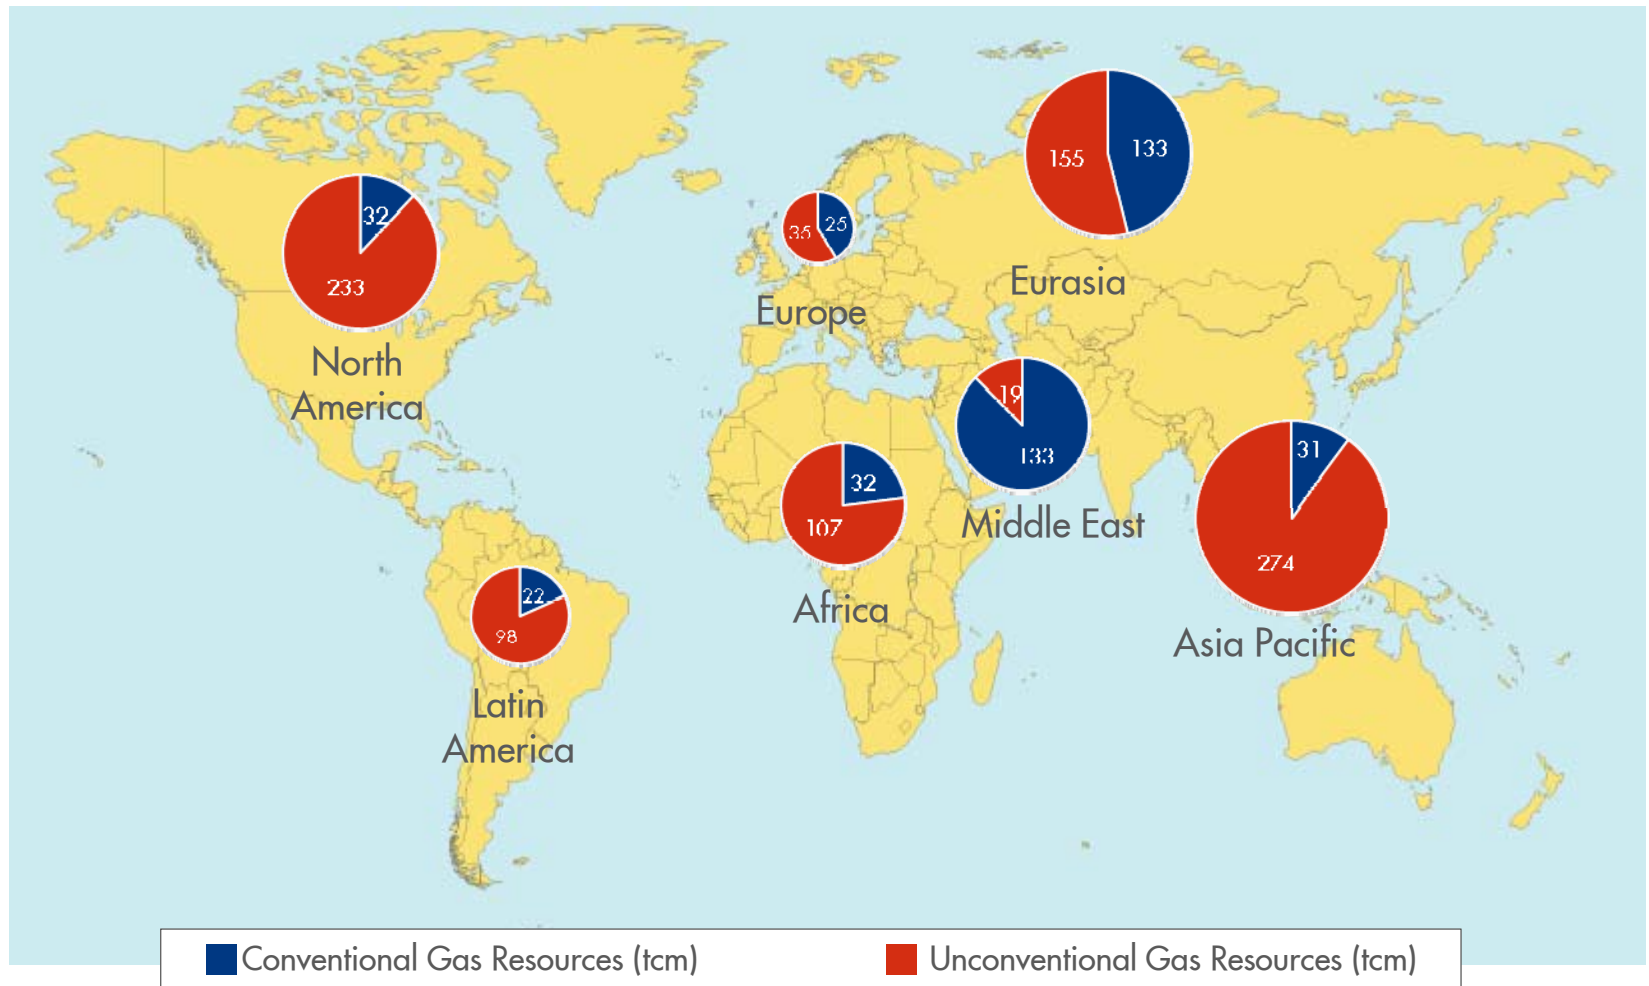 155
133
32
233
35
25
Eurasia
Europe
North
America
19
133
31
274
32
107
Middle East
Africa
Asia Pacific
22
98
Latin
America
Conventional Gas Resources (tcm)
Unconventional Gas Resources (tcm)